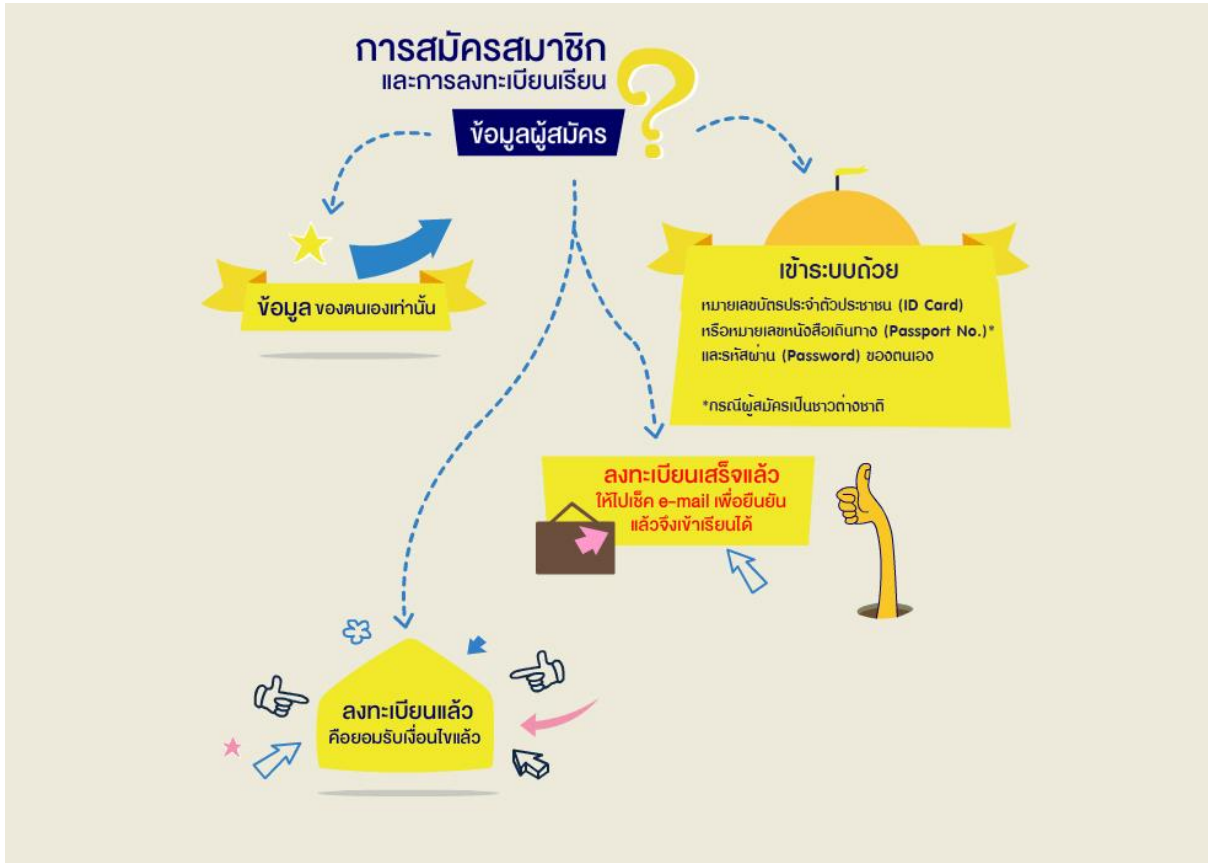 การสมัครสมาชิก
และการลงทะเบียนเรียน
?
ข้อมูลผู้สมัคร
ข้อมูล ของตนเองเท่านั้น
เข้าระบบด้วย
หมายเลขบัตรประจำตัวประชาชน (ID Card)
หรือหมายเลขหนังสือเดินทาง (Passport No.)*
และรหัสผ่าน (Password) ของตนเอง
*กรณีผู้สมัครเป็นชาวต่างชาติ
ลงทะเบียนเสร็จแล้ว
ให้ไปเช็ค e-mail เพื่อยืนยัน
แล้วจึงเข้าเรียนได้
ลงทะเบียนแล้ว
คือยอมรับเงื่อนไขแล้ว